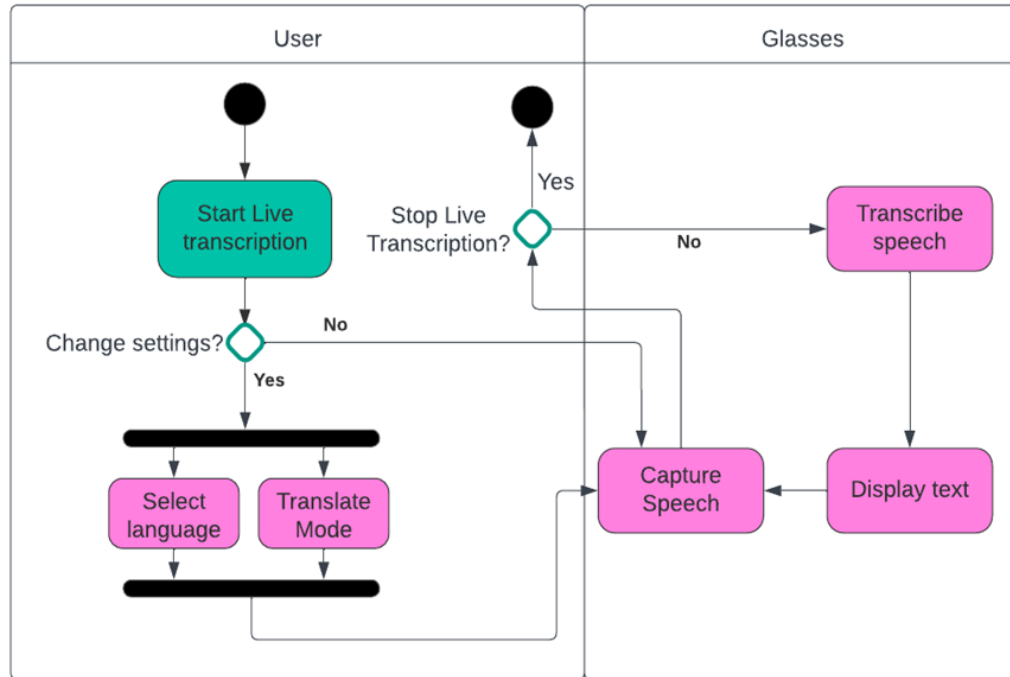 User
Glasses
Start Live
transcription
Change settings?
No
Yes
Select
language
Translate
Mode
Stop Live
Transcription?
Yes
No
Transcribe
speech
Display text
Capture
Speech